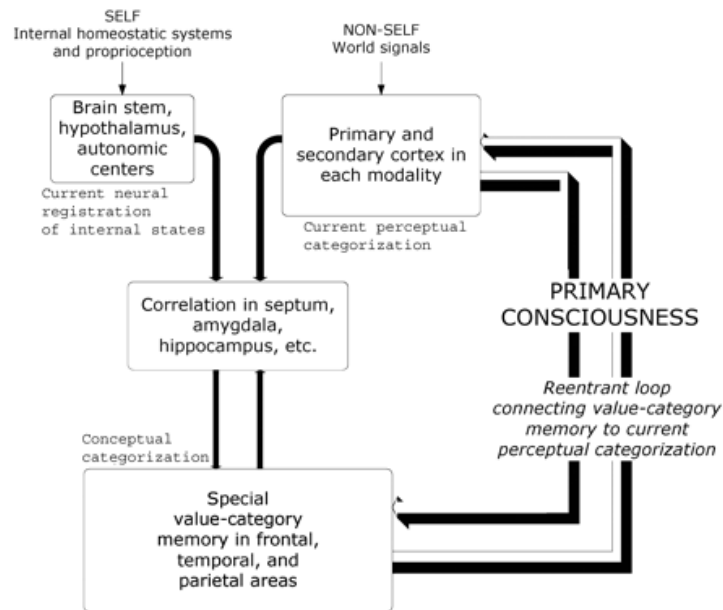 SELF
Internal homeostatic systems
and proprioception
NON-SELF
World signals
Brain stem,
hypothalamus,
autonomic
centers
Primary and
secondary cortex in
each modality
Current neural
registration
of internal states
Current perceptual
categorization
Correlation in septum,
amygdala,
hippocampus, etc.
PRIMARY
CONSCIOUSNESS
Reentrant loop
connecting value-category
memory to current
perceptual categorization
Conceptual
categorization
Special
value-category
memory in frontal,
temporal, and
parietal areas